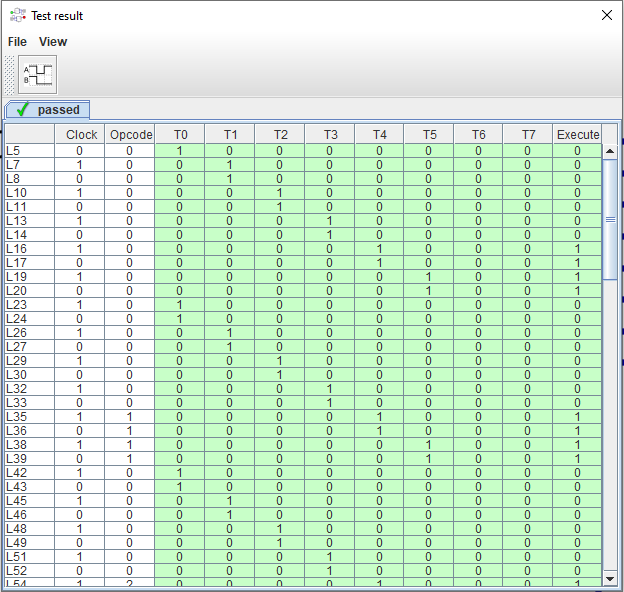 Test result
File View
A
B
passed
Clock Opcode T0 T1 T2 T3 T4 T5 T6 T7 Execute
L5 0 0 1 0 0 0 0 0 0 0 0
L7 1 0 0 1 0 0 0 0 0 0 0
L8 0 0 0 1 0 0 0 0 0 0 0
L10 1 0 0 0 1 0 0 0 0 0 0
L11 0 0 0 0 1 0 0 0 0 0 0
L13 1 0 0 0 0 1 0 0 0 0 0
L14 0 0 0 0 0 1 0 0 0 0 0
L16 1 0 0 0 0 0 1 0 0 0 1
L17 0 0 0 0 0 0 1 0 0 0 1
L19 1 0 0 0 0 0 0 1 0 0 1
L20 0 0 0 0 0 0 0 1 0 0 1
L23 1 0 1 0 0 0 0 0 0 0 0
L24 0 0 1 0 0 0 0 0 0 0 0
L26 1 0 0 1 0 0 0 0 0 0 0
L27 0 0 0 1 0 0 0 0 0 0 0
L29 1 0 0 0 1 0 0 0 0 0 0
L30 0 0 0 0 1 0 0 0 0 0 0
L32 1 0 0 0 0 1 0 0 0 0 0
L33 0 0 0 0 0 1 0 0 0 0 0
L35 1 1 0 0 0 0 1 0 0 0 1
L36 0 1 0 0 0 0 1 0 0 0 1
L38 1 1 0 0 0 0 0 1 0 0 1
L39 0 1 0 0 0 0 0 1 0 0 1
L42 1 0 1 0 0 0 0 0 0 0 0
L43 0 0 1 0 0 0 0 0 0 0 0
L45 1 0 0 1 0 0 0 0 0 0 0
L46 0 0 0 1 0 0 0 0 0 0 0
L48 1 0 0 0 1 0 0 0 0 0 0
L49 0 0 0 0 1 0 0 0 0 0 0
L51 1 0 0 0 0 1 0 0 0 0 0
L52 0 0 0 0 0 1 0 0 0 0 0
L54 1 2 0 0 0 0 1 0 0 0 1